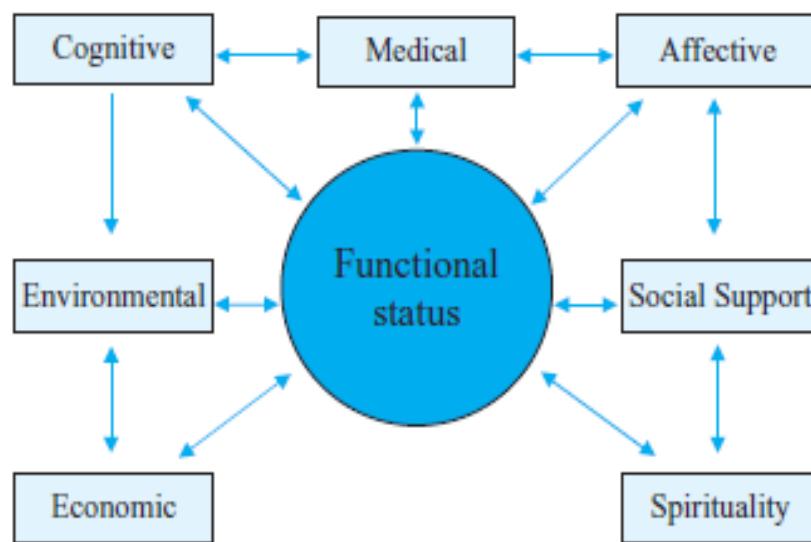 Cognitive
Medical
Affective
Functional
status
Environmental
Social Support
Economic
Spirituality